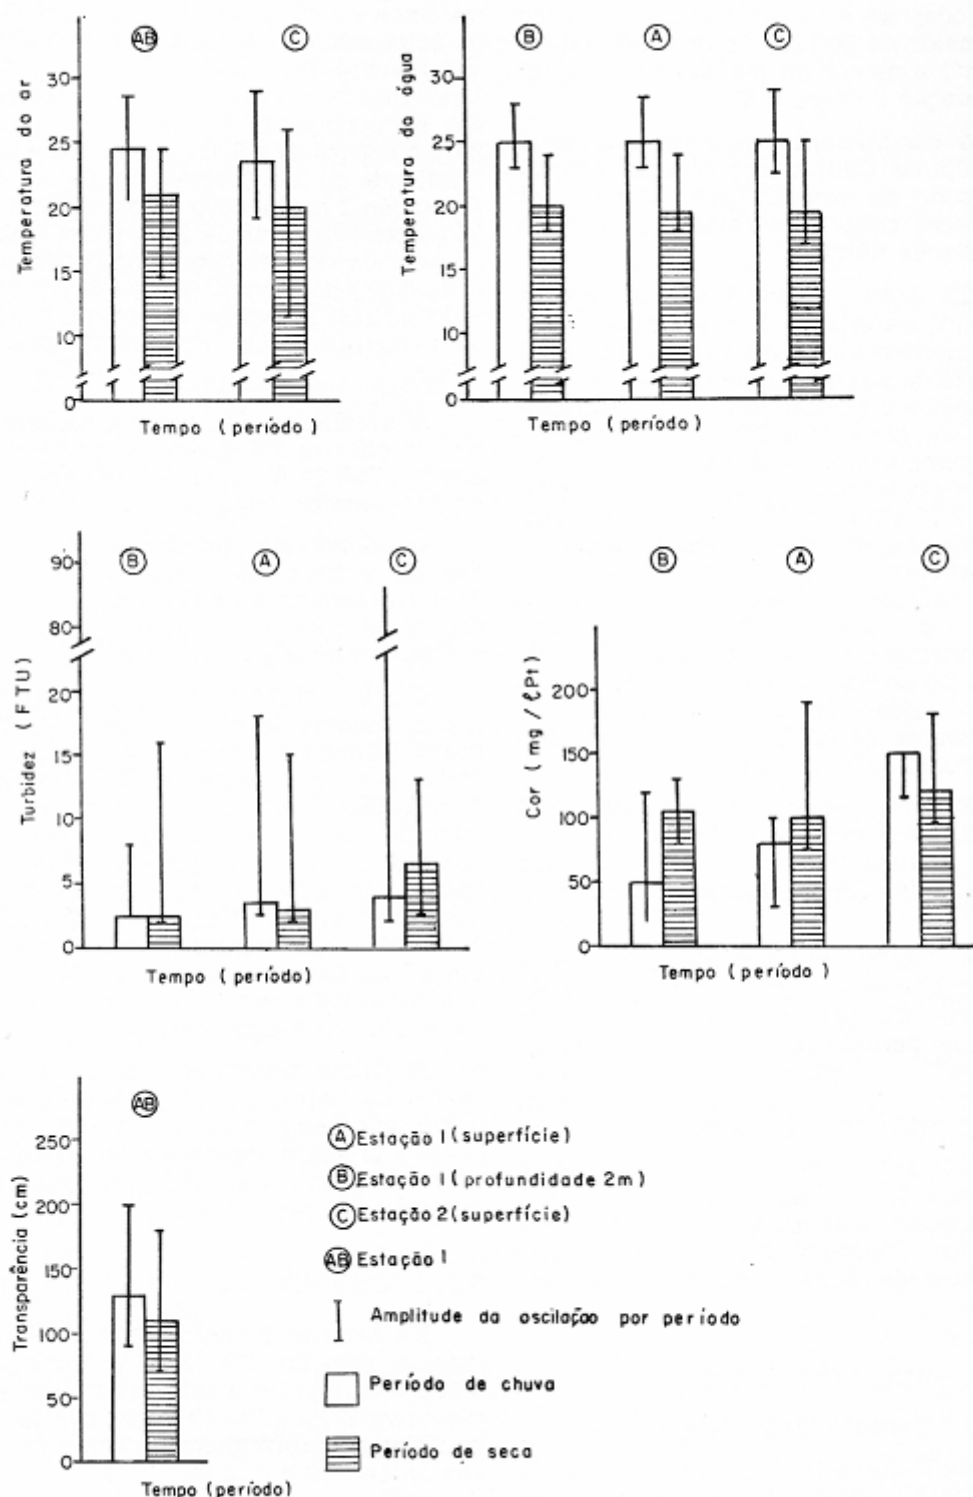 AB
C
Temperatura do ar
30
25
20
15
10
0
Tempo (período)
B
A
C
Temperatura da água
30
25
20
15
10
0
Tempo (período)
B
A
C
Turbidez (FTU)
90
80
20
15
10
5
0
Tempo (período)
B
A
C
Cor (mg/ℓPt)
200
150
100
50
0
Tempo (período)
AB
Transparência (cm)
250
200
150
100
50
0
Tempo (período)
A Estação 1 (superfície)
B Estação 1 (profundidade 2m)
C Estação 2 (superfície)
AB Estação 1
Amplitude da oscilação por período
Período de chuva
Período de seca